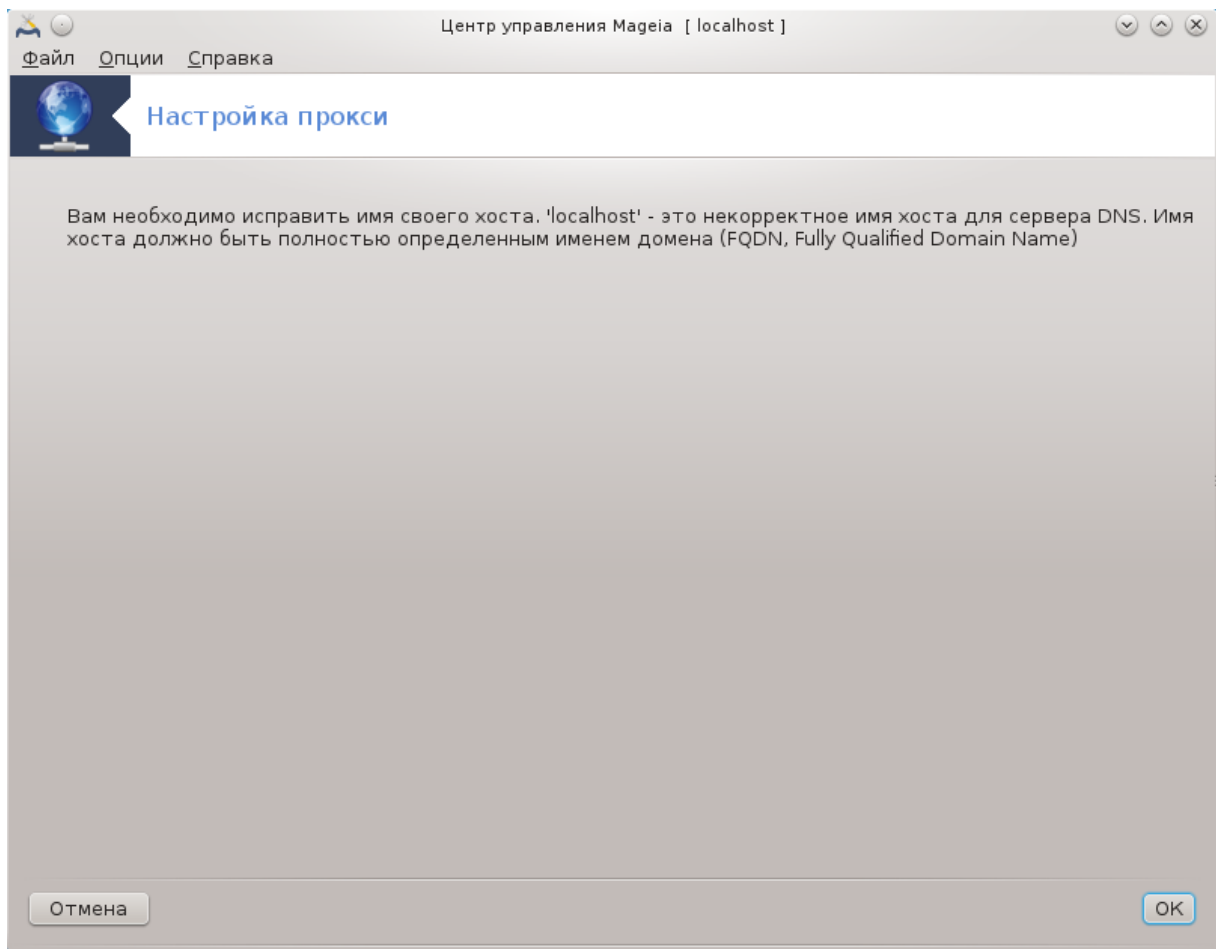 Центр управления Mageia [ localhost ]
Файл Опции Справка
Настройка прокси
Вам необходимо исправить имя своего хоста. 'localhost' - это некорректное имя хоста для сервера DNS. Имя
хоста должно быть полностью определенным именем домена (FQDN, Fully Qualified Domain Name)
Отмена
OK